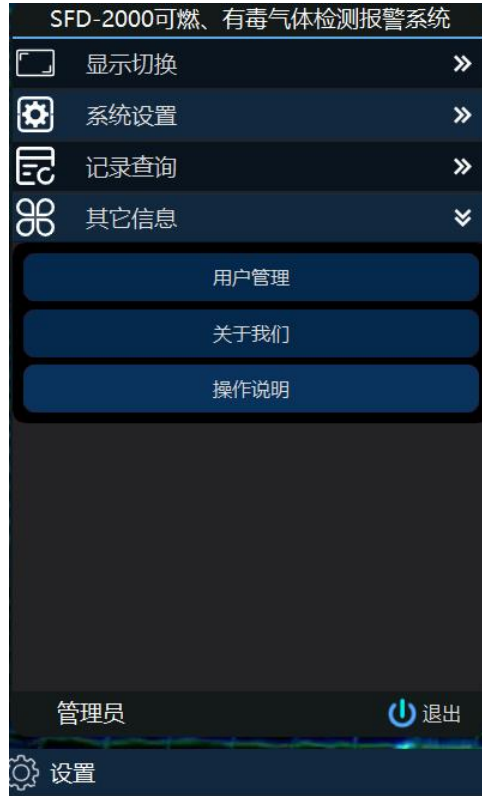 SFD-2000可燃、有毒气体检测报警系统
显示切换
系统设置
记录查询
其它信息
用户管理
关于我们
操作说明
管理员 退出
设置